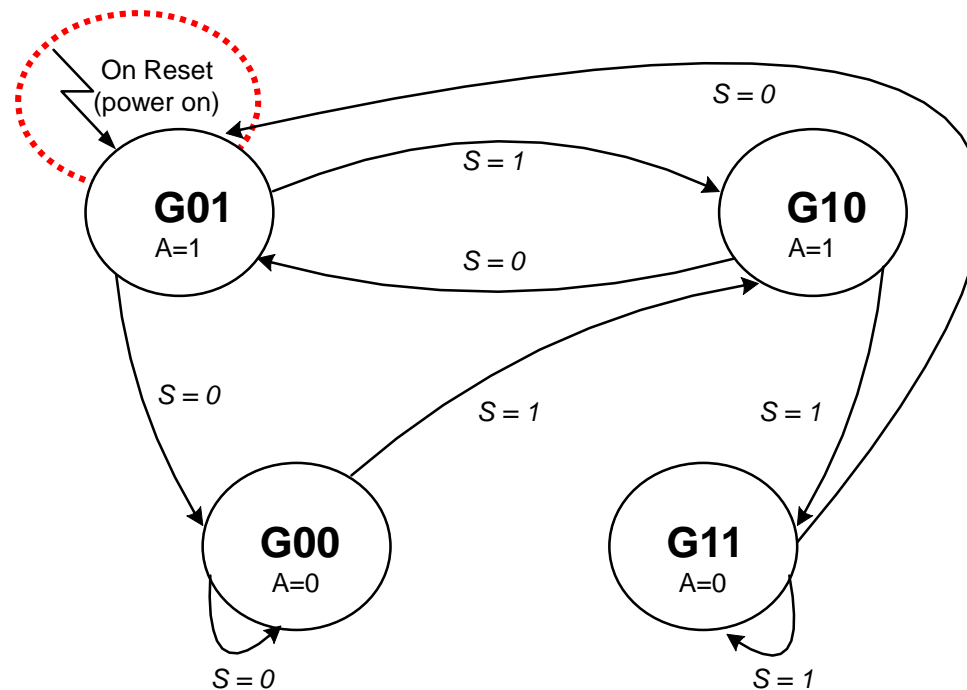 On Reset
(power on)
S = 0
S = 1
G01
A=1
G10
A=1
S = 0
S = 0
S = 1
S = 1
G00
A=0
G11
A=0
S = 0
S = 1